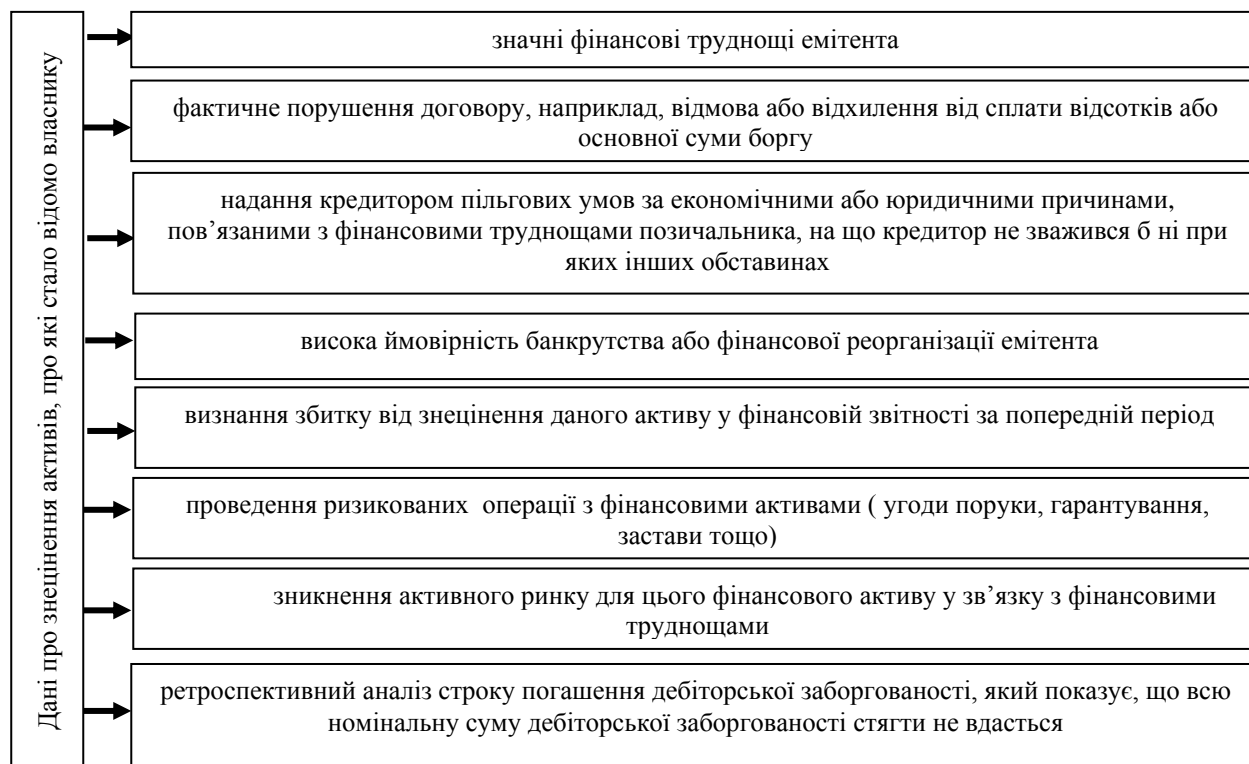 Дані про знецінення активів, про які стало відомо власнику
значні фінансові труднощі емітента
фактичне порушення договору, наприклад, відмова або відхилення від сплати відсотків або
основної суми боргу
надання кредитором пільгових умов за економічними або юридичними причинами,
пов’язаними з фінансовими труднощами позичальника, на що кредитор не зважився б ні при
яких інших обставинах
висока ймовірність банкрутства або фінансової реорганізації емітента
визнання збитку від знецінення даного активу у фінансовій звітності за попередній період
проведення ризикованих операції з фінансовими активами ( угоди поруки, гарантування,
застави тощо)
зникнення активного ринку для цього фінансового активу у зв’язку з фінансовими
труднощами
ретроспективний аналіз строку погашення дебіторської заборгованості, який показує, що всю
номінальну суму дебіторської заборгованості стягти не вдасться